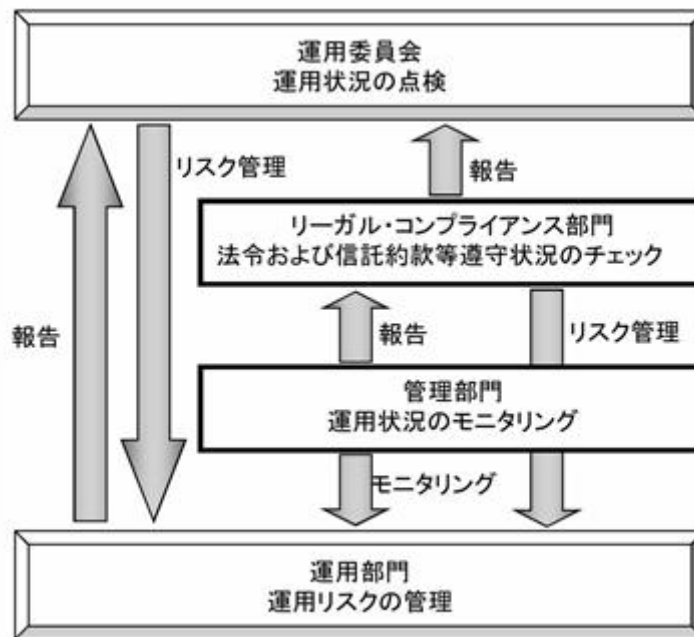 運用委員会
運用状況の点検
リスク管理
報告
リーガル・コンプライアンス部門
法令および信託約款等遵守状況のチェック
報告
報告
リスク管理
管理部門
運用状況のモニタリング
モニタリング
運用部門
運用リスクの管理